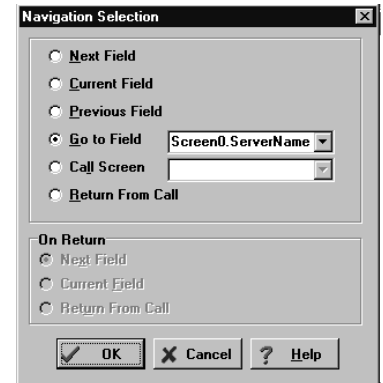 Navigation Selection
Next Field
Current Field
Previous Field
Go to Field Screen0.ServerName
Call Screen
Return From Call
On Return
Next Field
Current Field
Return From Call
OK Cancel ? Help